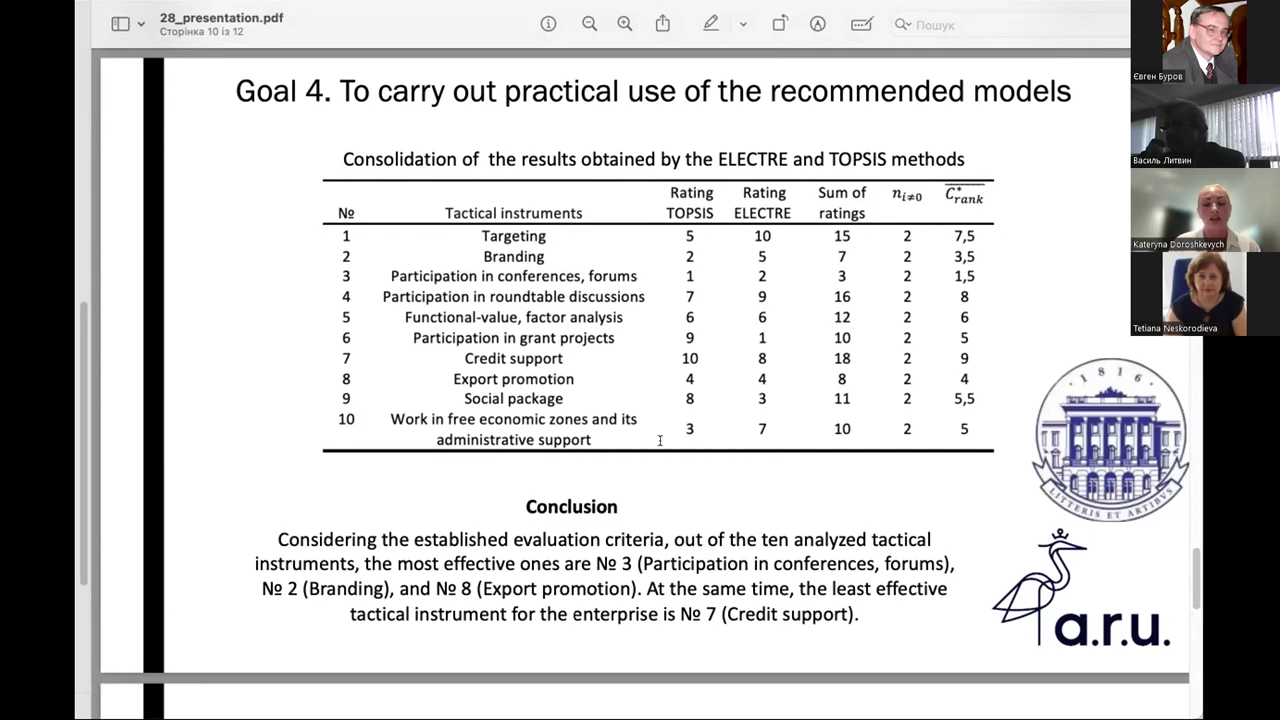 28_presentation.pdf
Сторінка 10 із 12
Пошук
Євген Буров
Василь Литвин
Kateryna Doroshkevych
Tetiana Neskorodieva
Goal 4. To carry out practical use of the recommended models
Consolidation of the results obtained by the ELECTRE and TOPSIS methods
№ Tactical instruments Rating TOPSIS Rating ELECTRE Sum of ratings n i≠0 C*rank
1 Targeting 5 10 15 2 7,5
2 Branding 2 5 7 2 3,5
3 Participation in conferences, forums 1 2 3 2 1,5
4 Participation in roundtable discussions 7 9 16 2 8
5 Functional-value, factor analysis 6 6 12 2 6
6 Participation in grant projects 9 1 10 2 5
7 Credit support 10 8 18 2 9
8 Export promotion 4 4 8 2 4
9 Social package 8 3 11 2 5,5
10 Work in free economic zones and its administrative support 3 7 10 2 5
Conclusion
Considering the established evaluation criteria, out of the ten analyzed tactical
instruments, the most effective ones are № 3 (Participation in conferences, forums),
№ 2 (Branding), and № 8 (Export promotion). At the same time, the least effective
tactical instrument for the enterprise is № 7 (Credit support).
1816
LITTERIS ET ARTIBUS
a.r.u.